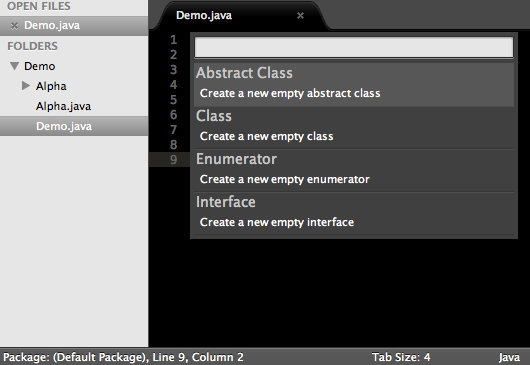 OPEN FILES
Demo.java
FOLDERS
Demo
Alpha
Alpha.java
Demo.java
Demo.java
1
2
3
4
5
6
7
8
9
Abstract Class
Create a new empty abstract class
Class
Create a new empty class
Enumerator
Create a new empty enumerator
Interface
Create a new empty interface
Package: (Default Package), Line 9, Column 2
Tab Size: 4
Java